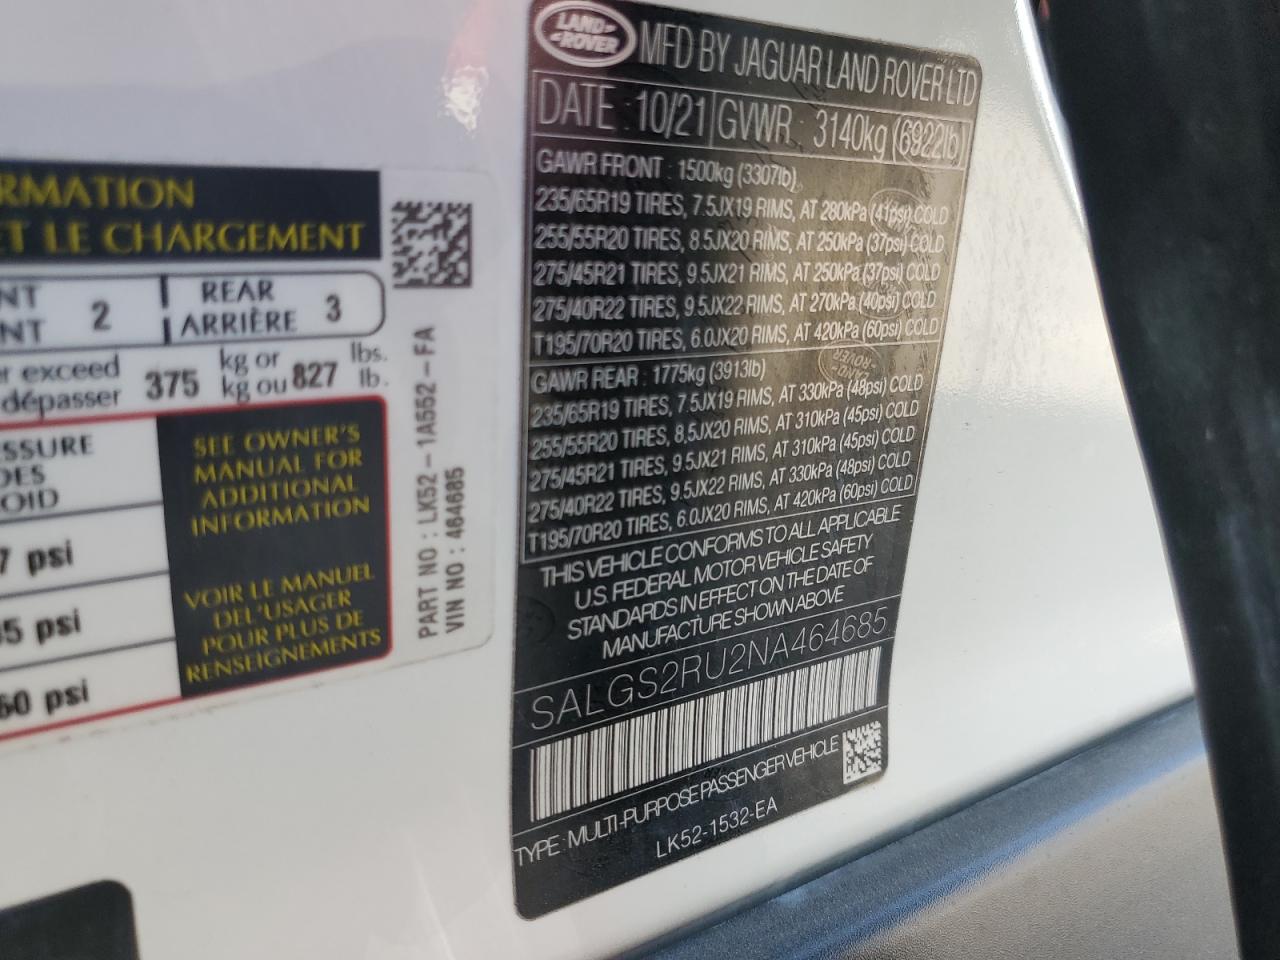 RMATION
ET LE CHARGEMENT
NT 2 REAR 3
NT ARRIÈRE
r exceed 375 kg or 827 lbs.
dépasser kg ou lb.
ESSURE
DES
OID
7 psi
35 psi
60 psi
SEE OWNER'S
MANUAL FOR
ADDITIONAL
INFORMATION
VOIR LE MANUEL
DEL'USAGER
POUR PLUS DE
RENSEIGNEMENTS
PART NO : LK52-1A552-FA
VIN NO : 464685
LAND ROVER
MFD BY JAGUAR LAND ROVER LTD
DATE : 10/21 GVWR : 3140kg (6922lb)
GAWR FRONT : 1500kg (3307lb)
235/65R19 TIRES, 7.5JX19 RIMS, AT 280kPa (41psi) COLD
255/55R20 TIRES, 8.5JX20 RIMS, AT 250kPa (37psi) COLD
275/45R21 TIRES, 9.5JX21 RIMS, AT 250kPa (37psi) COLD
275/40R22 TIRES, 9.5JX22 RIMS, AT 270kPa (40psi) COLD
T195/70R20 TIRES, 6.0JX20 RIMS, AT 420kPa (60psi) COLD
LAND ROVER
GAWR REAR : 1775kg (3913lb)
235/65R19 TIRES, 7.5JX19 RIMS, AT 330kPa (48psi) COLD
255/55R20 TIRES, 8.5JX20 RIMS, AT 310kPa (45psi) COLD
275/45R21 TIRES, 9.5JX21 RIMS, AT 310kPa (45psi) COLD
275/40R22 TIRES, 9.5JX22 RIMS, AT 330kPa (48psi) COLD
T195/70R20 TIRES, 6.0JX20 RIMS, AT 420kPa (60psi) COLD
THIS VEHICLE CONFORMS TO ALL APPLICABLE
U.S. FEDERAL MOTOR VEHICLE SAFETY
STANDARDS IN EFFECT ON THE DATE OF
MANUFACTURE SHOWN ABOVE
SALGS2RU2NA464685
TYPE : MULTI-PURPOSE PASSENGER VEHICLE
LK52-1532-EA